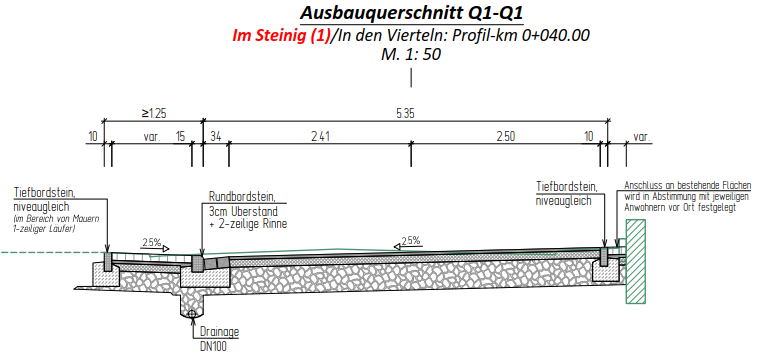 Ausbauquerschnitt Q1-Q1
Im Steinig (1)/In den Vierteln: Profil-km 0+040.00
M. 1: 50
≥1.25
5.35
10
var.
15
34
2.41
2.50
10
var.
Tiefbordstein,
niveaugleich
(im Bereich von Mauern
1-zeiliger Läufer)
Rundbordstein,
3cm Überstand
+ 2-zeilige Rinne
Tiefbordstein,
niveaugleich
Anschluss an bestehende Flächen
wird in Abstimmung mit jeweiligen
Anwohnern vor Ort festgelegt
2.5%
2.5%
Drainage
DN100